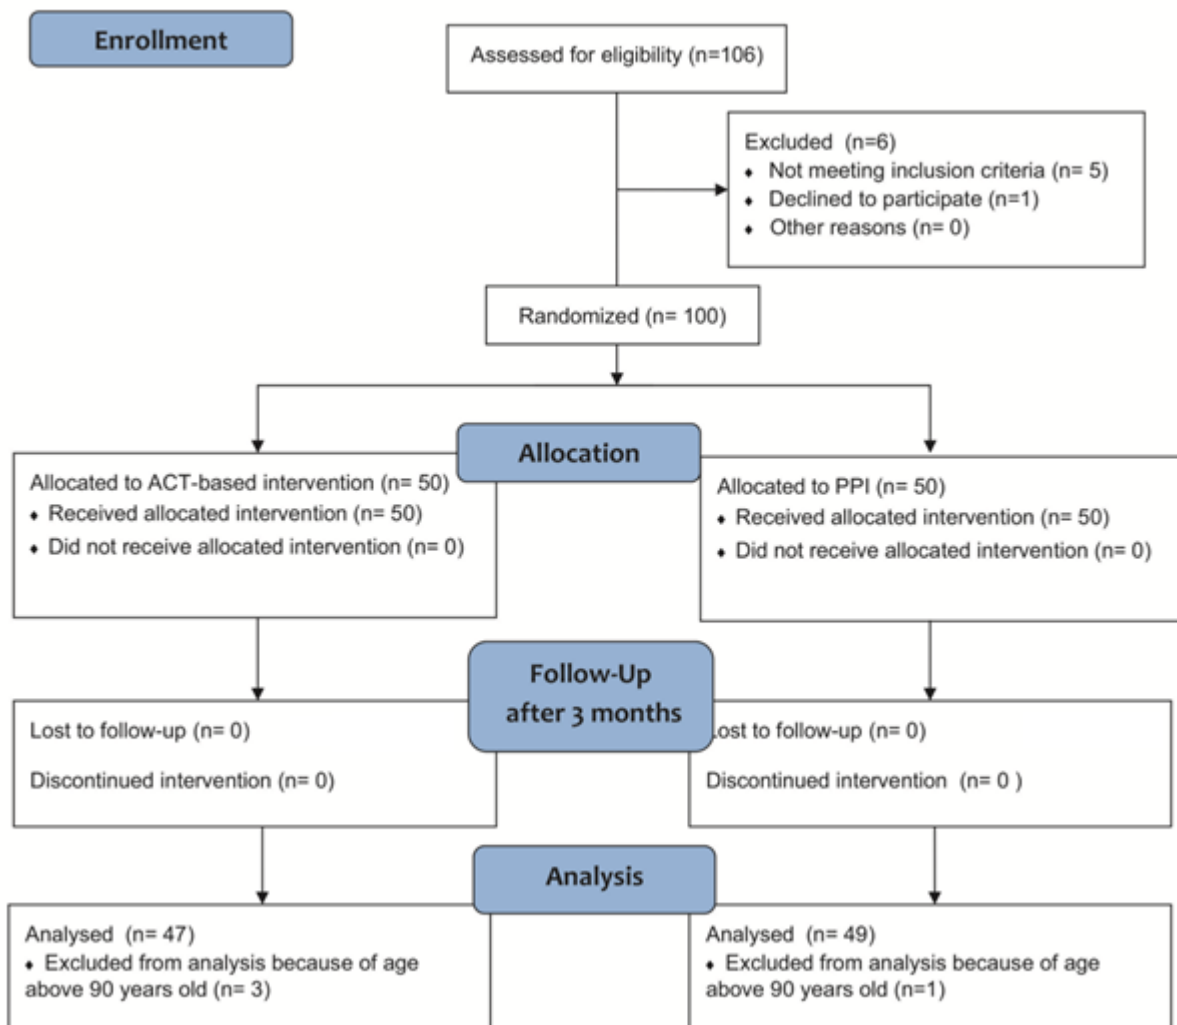 Enrollment
Assessed for eligibility (n=106)
Excluded (n=6)
♦ Not meeting inclusion criteria (n= 5)
♦ Declined to participate (n=1)
♦ Other reasons (n= 0)
Randomized (n= 100)
Allocation
Allocated to ACT-based intervention (n= 50)
♦ Received allocated intervention (n= 50)
♦ Did not receive allocated intervention (n= 0)
Allocated to PPI (n= 50)
♦ Received allocated intervention (n= 50)
♦ Did not receive allocated intervention (n= 0)
Follow-Up
after 3 months
Lost to follow-up (n= 0)
Discontinued intervention (n= 0)
Lost to follow-up (n= 0)
Discontinued intervention (n= 0 )
Analysis
Analysed (n= 47)
♦ Excluded from analysis because of age
above 90 years old (n= 3)
Analysed (n= 49)
♦ Excluded from analysis because of age
above 90 years old (n=1)